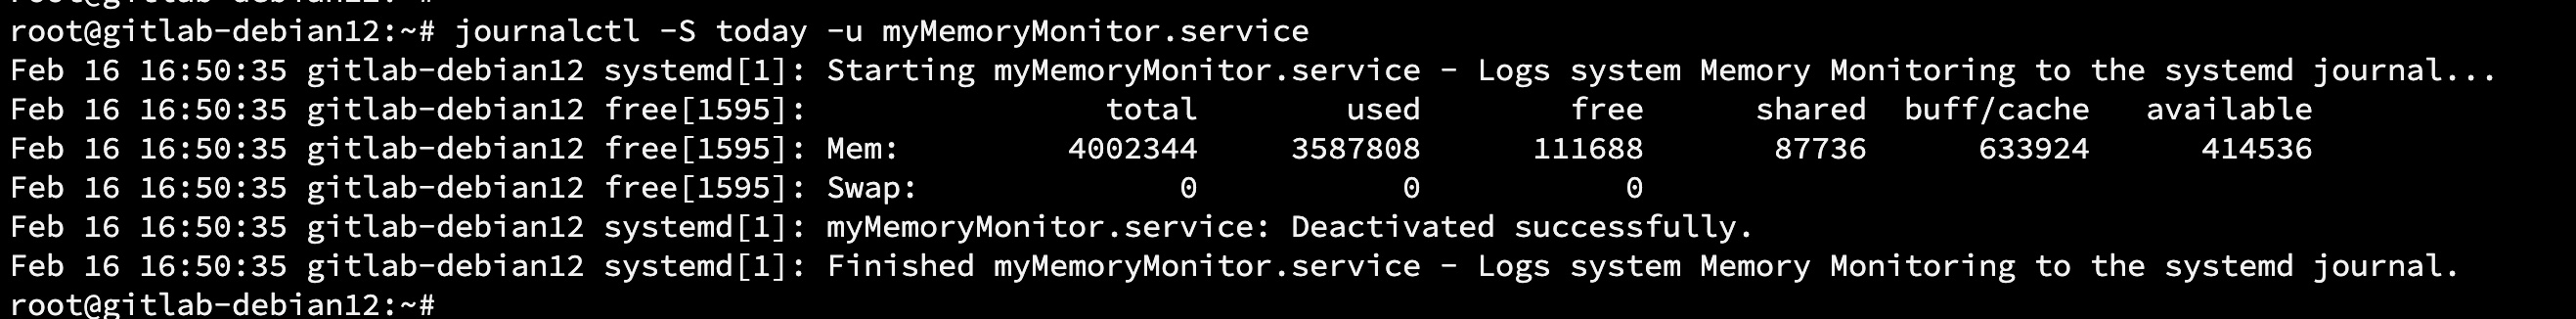 root@gitlab-debian12:~#
root@gitlab-debian12:~# journalctl -S today -u myMemoryMonitor.service
Feb 16 16:50:35 gitlab-debian12 systemd[1]: Starting myMemoryMonitor.service - Logs system Memory Monitoring to the systemd journal...
Feb 16 16:50:35 gitlab-debian12 free[1595]:                total        used        free      shared  buff/cache   available
Feb 16 16:50:35 gitlab-debian12 free[1595]: Mem:         4002344     3587808      111688       87736      633924      414536
Feb 16 16:50:35 gitlab-debian12 free[1595]: Swap:              0           0           0
Feb 16 16:50:35 gitlab-debian12 systemd[1]: myMemoryMonitor.service: Deactivated successfully.
Feb 16 16:50:35 gitlab-debian12 systemd[1]: Finished myMemoryMonitor.service - Logs system Memory Monitoring to the systemd journal.
root@gitlab-debian12:~#